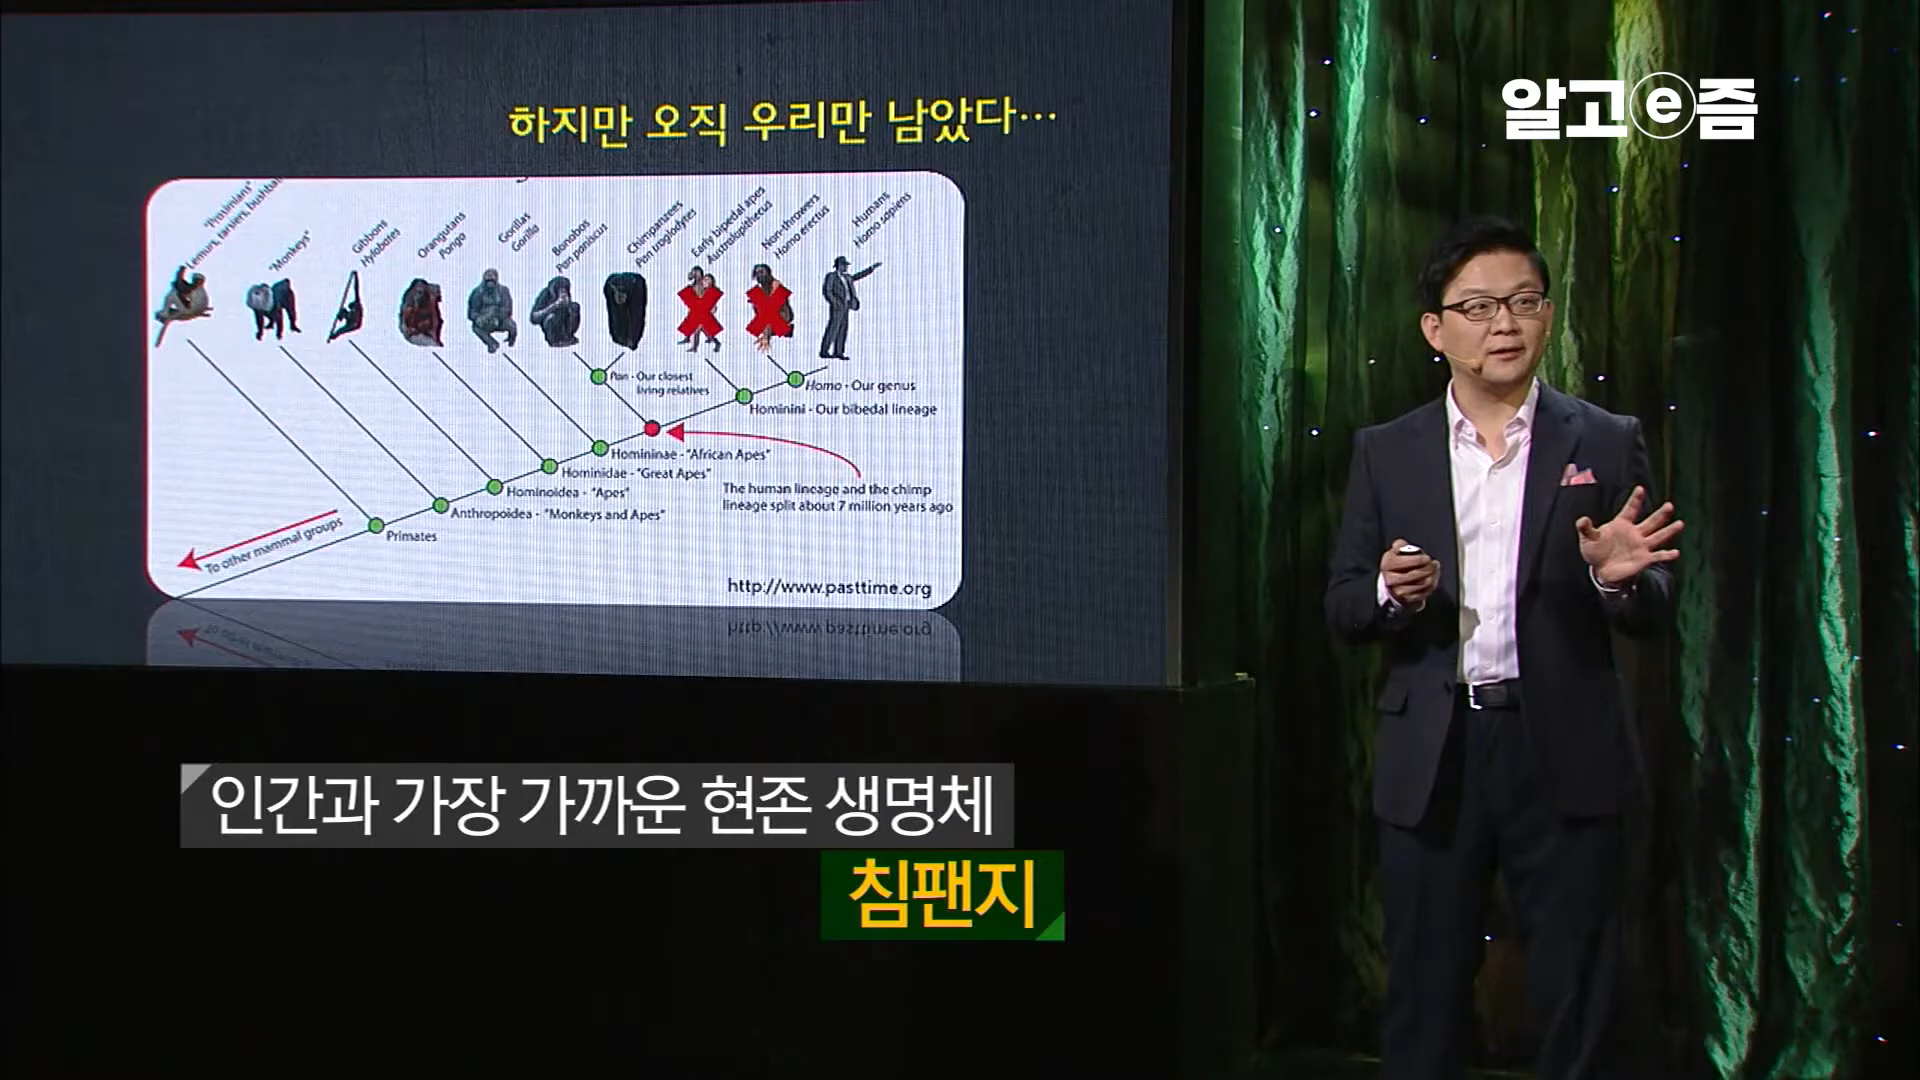 하지만 오직 우리만 남았다…
알고e즘
"Prosimians"
Lemurs, tarsiers,
"Monkeys"
Gibbons
Hylobates
Orangutans
Pongo
Gorillas
Gorilla
Bonobos
Pan paniscus
Chimpanzees
Pan troglodytes
Early bipedal apes
Australopithecus
Non-throwers
Homo erectus
Humans
Homo sapiens
Pan - Our closest
living relatives
Homo - Our genus
Hominini - Our bibedal lineage
Homininae - "African Apes"
Hominidae - "Great Apes"
Hominoidea - "Apes"
Anthropoidea - "Monkeys and Apes"
Primates
The human lineage and the chimp
lineage split about 7 million years ago
To other mammal groups
http://www.pasttime.org
인간과 가장 가까운 현존 생명체
침팬지